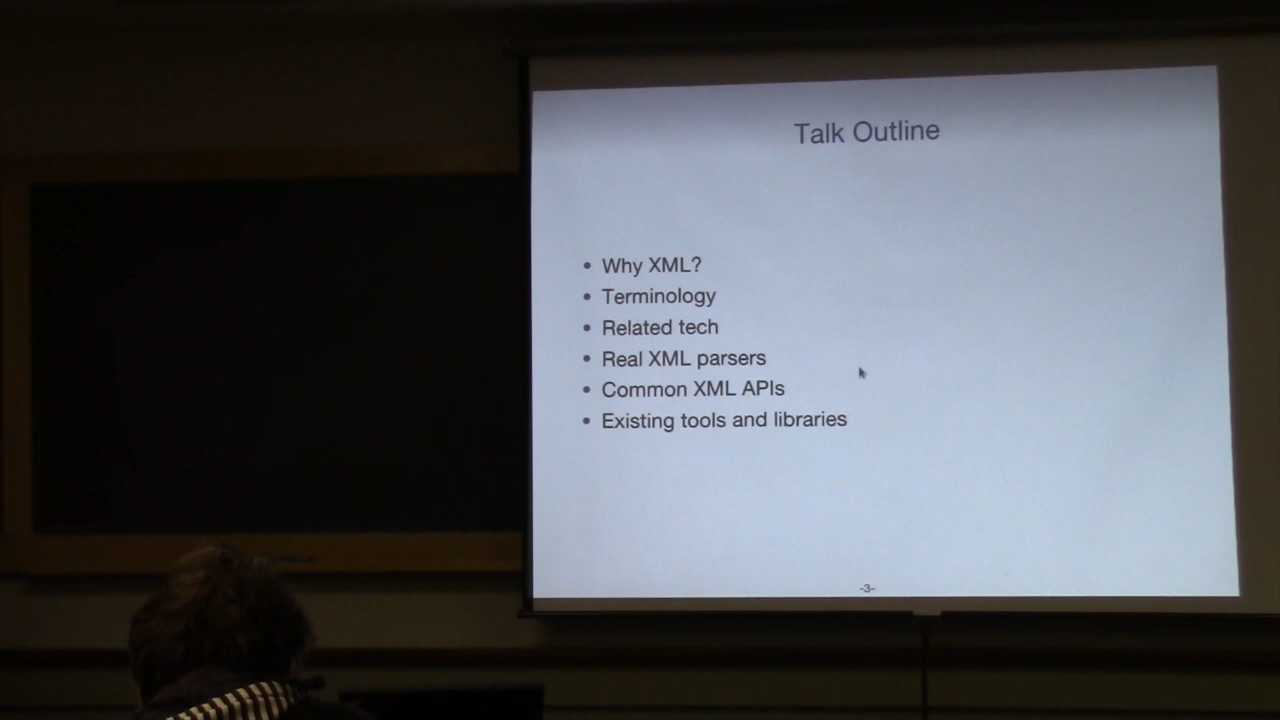 Talk Outline
• Why XML?
• Terminology
• Related tech
• Real XML parsers
• Common XML APIs
• Existing tools and libraries
-3-